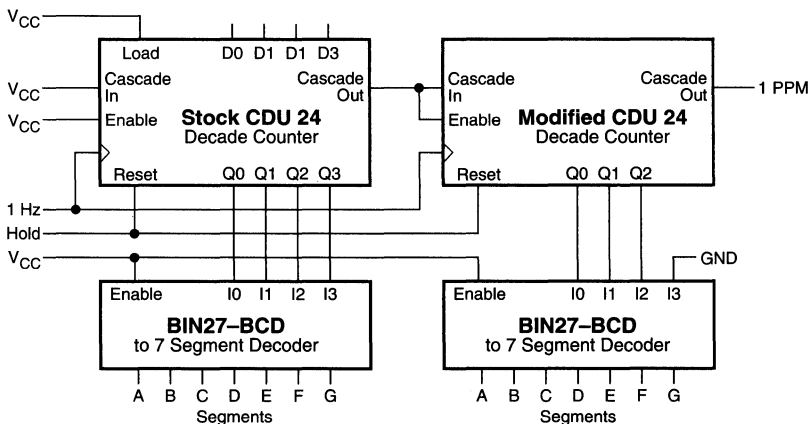 VCC
Load D0 D1 D1 D3
VCC
Cascade In
Cascade Out
Stock CDU 24
Decade Counter
VCC
Enable
Reset Q0 Q1 Q2 Q3
Cascade In
Cascade Out
1 PPM
Modified CDU 24
Decade Counter
Enable
Reset Q0 Q1 Q2
1 Hz
Hold
VCC
GND
Enable I0 I1 I2 I3
BIN27–BCD
to 7 Segment Decoder
A B C D E F G
Segments
Enable I0 I1 I2 I3
BIN27–BCD
to 7 Segment Decoder
A B C D E F G
Segments